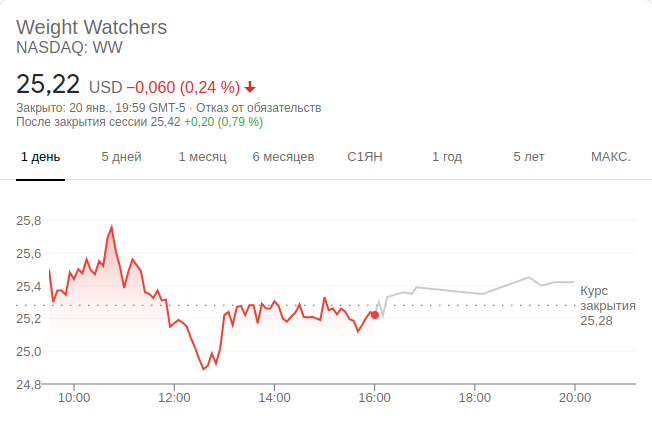 Weight Watchers
NASDAQ: WW
25,22 USD −0,060 (0,24 %)
Закрыто: 20 янв., 19:59 GMT-5 · Отказ от обязательств
После закрытия сессии 25,42 +0,20 (0,79 %)
1 день 5 дней 1 месяц 6 месяцев С1ЯН 1 год 5 лет МАКС.
25,8
25,6
25,4
25,2
25,0
24,8
Курс
закрытия
25,28
10:00 12:00 14:00 16:00 18:00 20:00